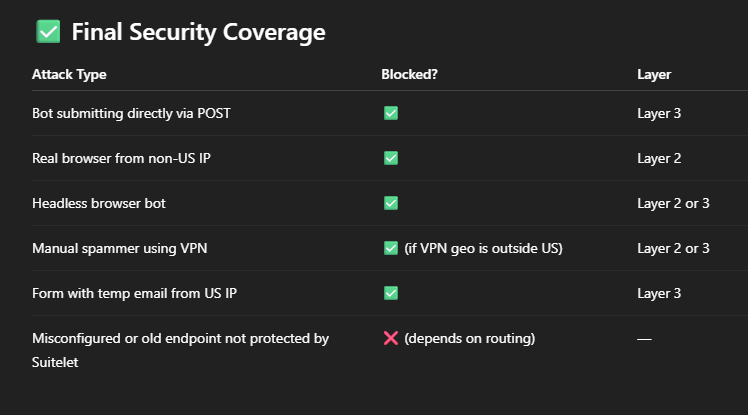 ✅ Final Security Coverage
Attack Type Blocked? Layer
Bot submitting directly via POST ✅ Layer 3
Real browser from non-US IP ✅ Layer 2
Headless browser bot ✅ Layer 2 or 3
Manual spammer using VPN ✅ (if VPN geo is outside US) Layer 2 or 3
Form with temp email from US IP ✅ Layer 3
Misconfigured or old endpoint not protected by ❌ (depends on routing) —
Suitelet